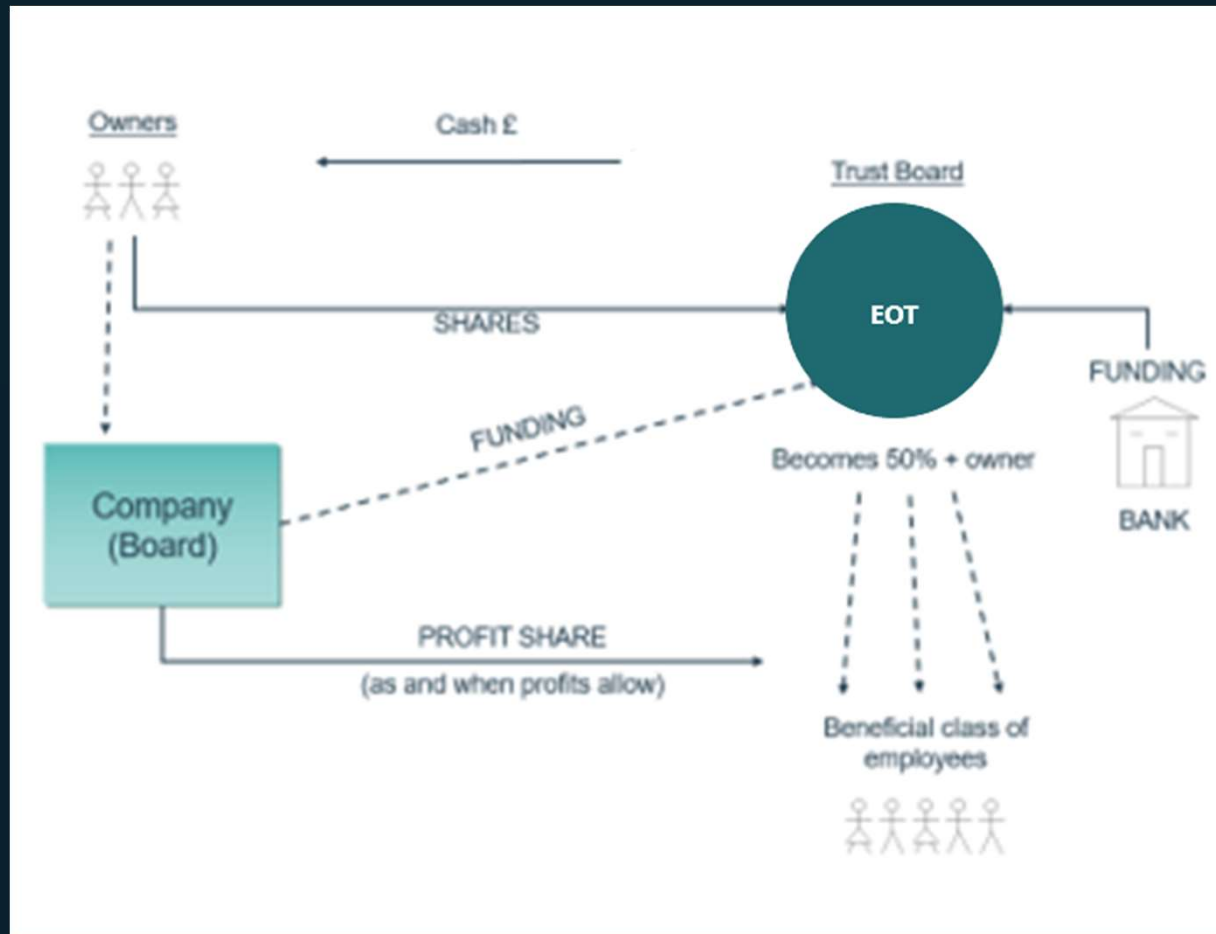 Owners
Cash £
Trust Board
EOT
SHARES
FUNDING
FUNDING
Becomes 50% + owner
BANK
Company
(Board)
PROFIT SHARE
(as and when profits allow)
Beneficial class of
employees